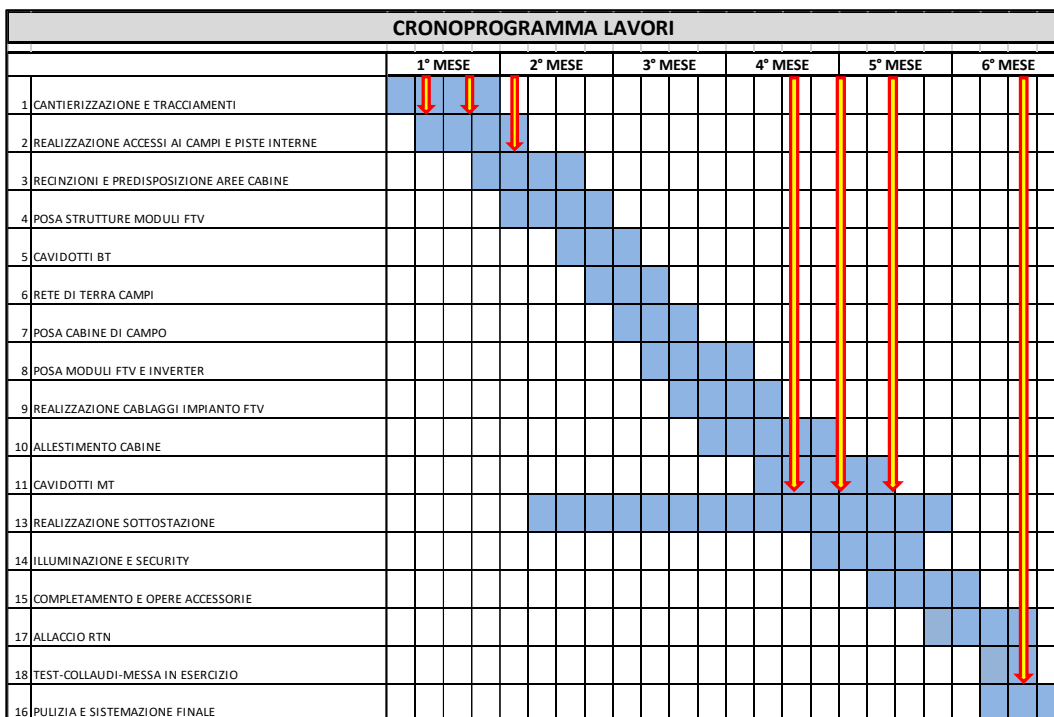 CRONOPROGRAMMA LAVORI
1° MESE 2° MESE 3° MESE 4° MESE 5° MESE 6° MESE
1 CANTIERIZZAZIONE E TRACCIAMENTI
2 REALIZZAZIONE ACCESSI AI CAMPI E PISTE INTERNE
3 RECINZIONI E PREDISPOSIZIONE AREE CABINE
4 POSA STRUTTURE MODULI FTV
5 CAVIDOTTI BT
6 RETE DI TERRA CAMPI
7 POSA CABINE DI CAMPO
8 POSA MODULI FTV E INVERTER
9 REALIZZAZIONE CABLAGGI IMPIANTO FTV
10 ALLESTIMENTO CABINE
11 CAVIDOTTI MT
13 REALIZZAZIONE SOTTOSTAZIONE
14 ILLUMINAZIONE E SECURITY
15 COMPLETAMENTO E OPERE ACCESSORIE
17 ALLACCIO RTN
18 TEST-COLLAUDI-MESSA IN ESERCIZIO
16 PULIZIA E SISTEMAZIONE FINALE